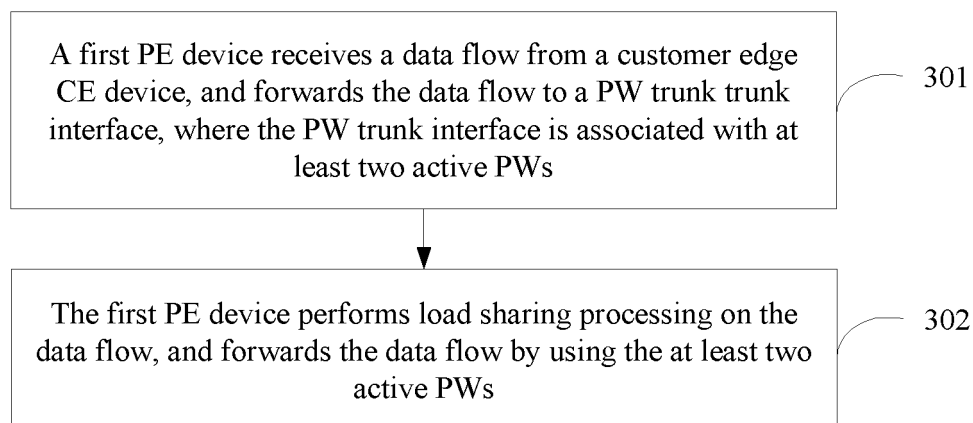 A first PE device receives a data flow from a customer edge
CE device, and forwards the data flow to a PW trunk trunk
interface, where the PW trunk interface is associated with at
least two active PWs
301
The first PE device performs load sharing processing on the
data flow, and forwards the data flow by using the at least two
active PWs
302